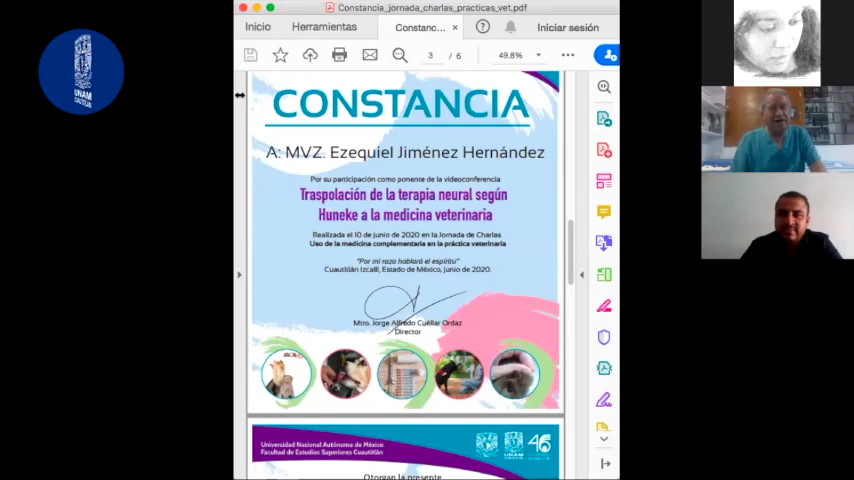 Constancia_jornada_charlas_practicas_vet.pdf
Inicio
Herramientas
Constanc...
Iniciar sesión
3 / 6
49.8%
UNAM
CUAUTITLÁN
CONSTANCIA
A: MVZ. Ezequiel Jiménez Hernández
Por su participación como ponente de la videoconferencia
Traspolación de la terapia neural según
Huneke a la medicina veterinaria
Realizada el 10 de junio de 2020 en la Jornada de Charlas
Uso de la medicina complementaria en la práctica veterinaria
"Por mi raza hablará el espíritu"
Cuautitlán Izcalli, Estado de México, junio de 2020.
Mtro. Jorge Alfredo Cuéllar Ordaz
Director
Universidad Nacional Autónoma de México
Facultad de Estudios Superiores Cuautitlán
UNAM
46
Otorgan la presente